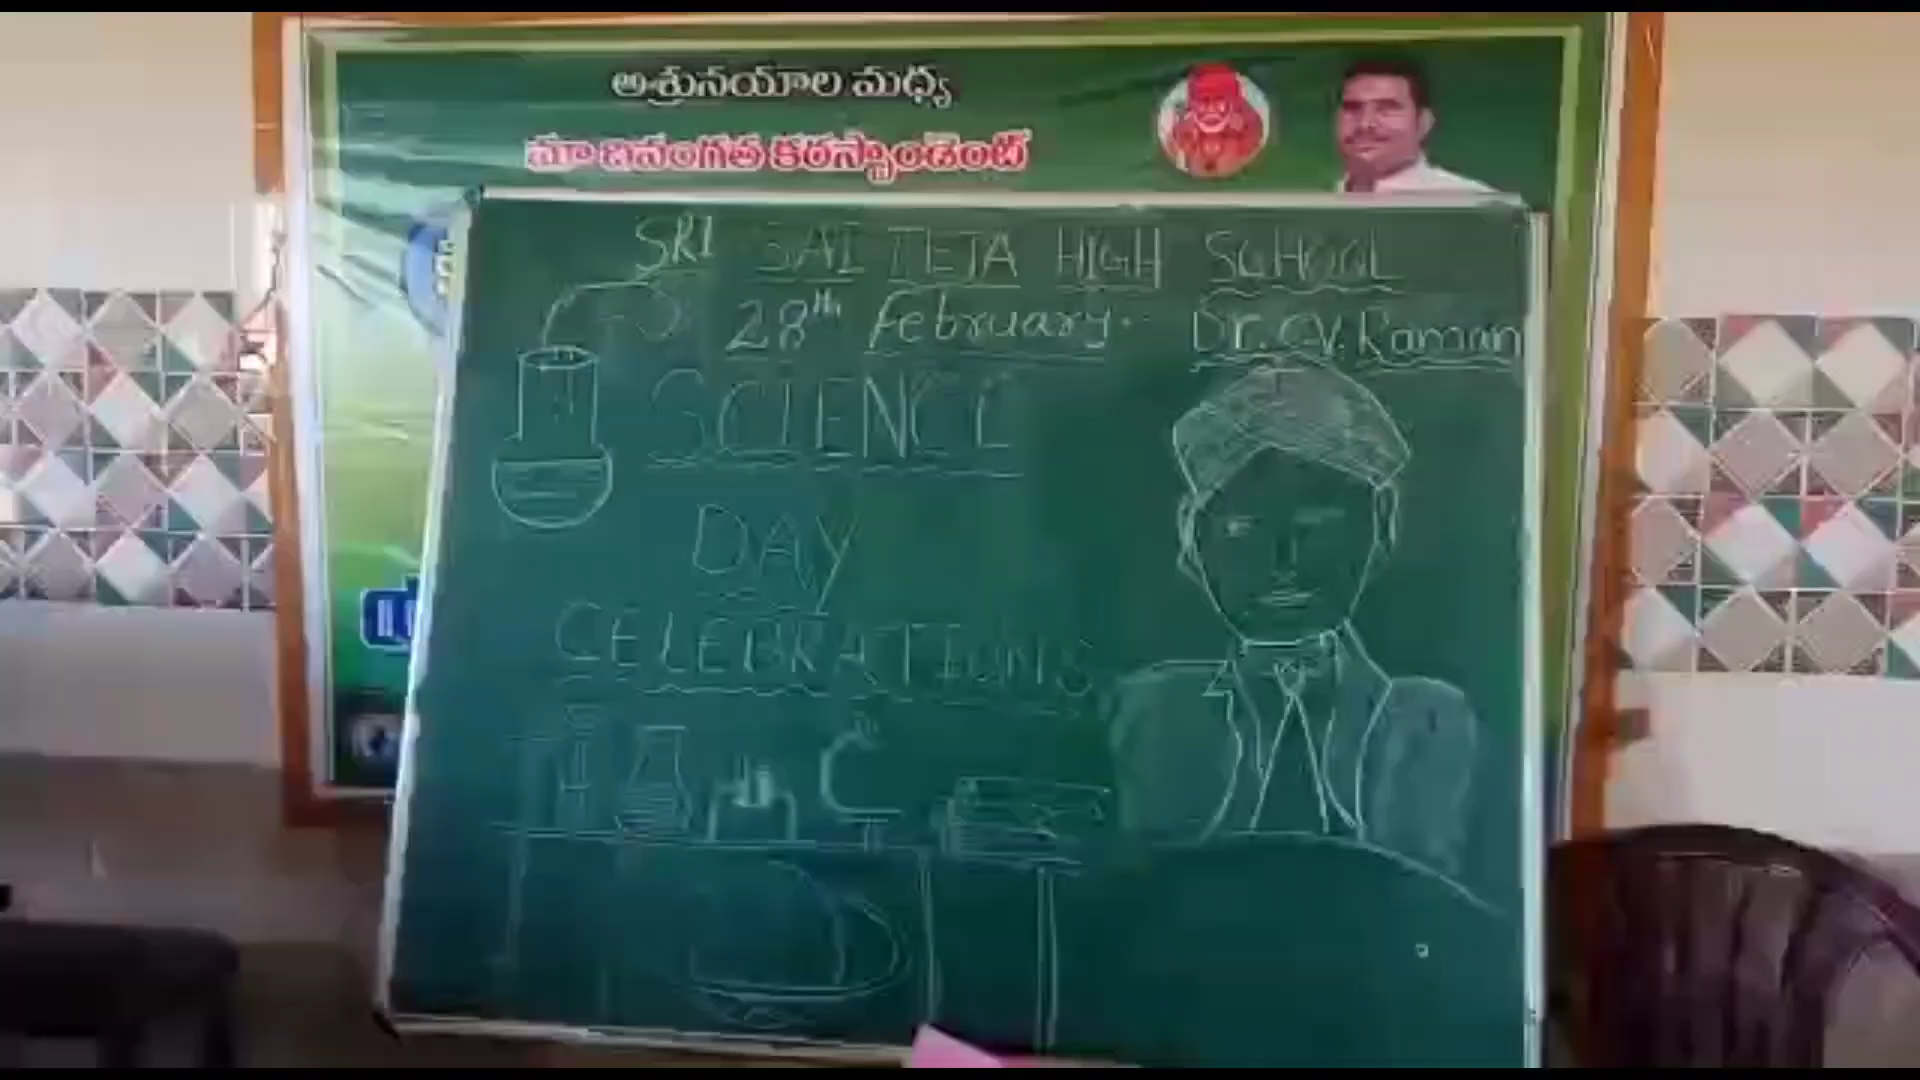 అశ్రునయాల మధ్య
మా దివంగత కరస్పాండెంట్
SRI SAI TEJA HIGH SCHOOL
28th February. Dr. C.V. Raman
SCIENCE
DAY
CELEBRATIONS